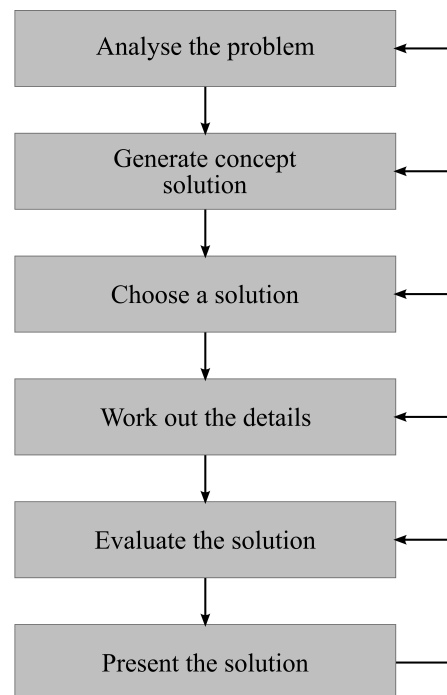 Analyse the problem
Generate concept
solution
Choose a solution
Work out the details
Evaluate the solution
Present the solution